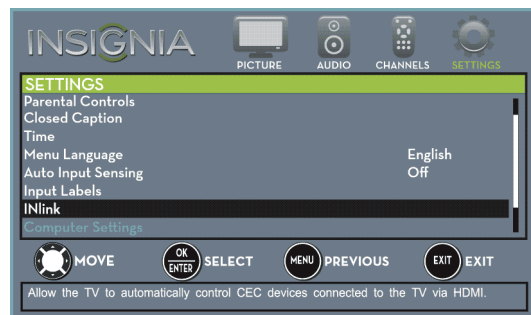 INSIGNIA
PICTURE AUDIO CHANNELS SETTINGS
SETTINGS
Parental Controls
Closed Caption
Time
Menu Language English
Auto Input Sensing Off
Input Labels
INlink
Computer Settings
MOVE OK ENTER SELECT MENU PREVIOUS EXIT EXIT
Allow the TV to automatically control CEC devices connected to the TV via HDMI.